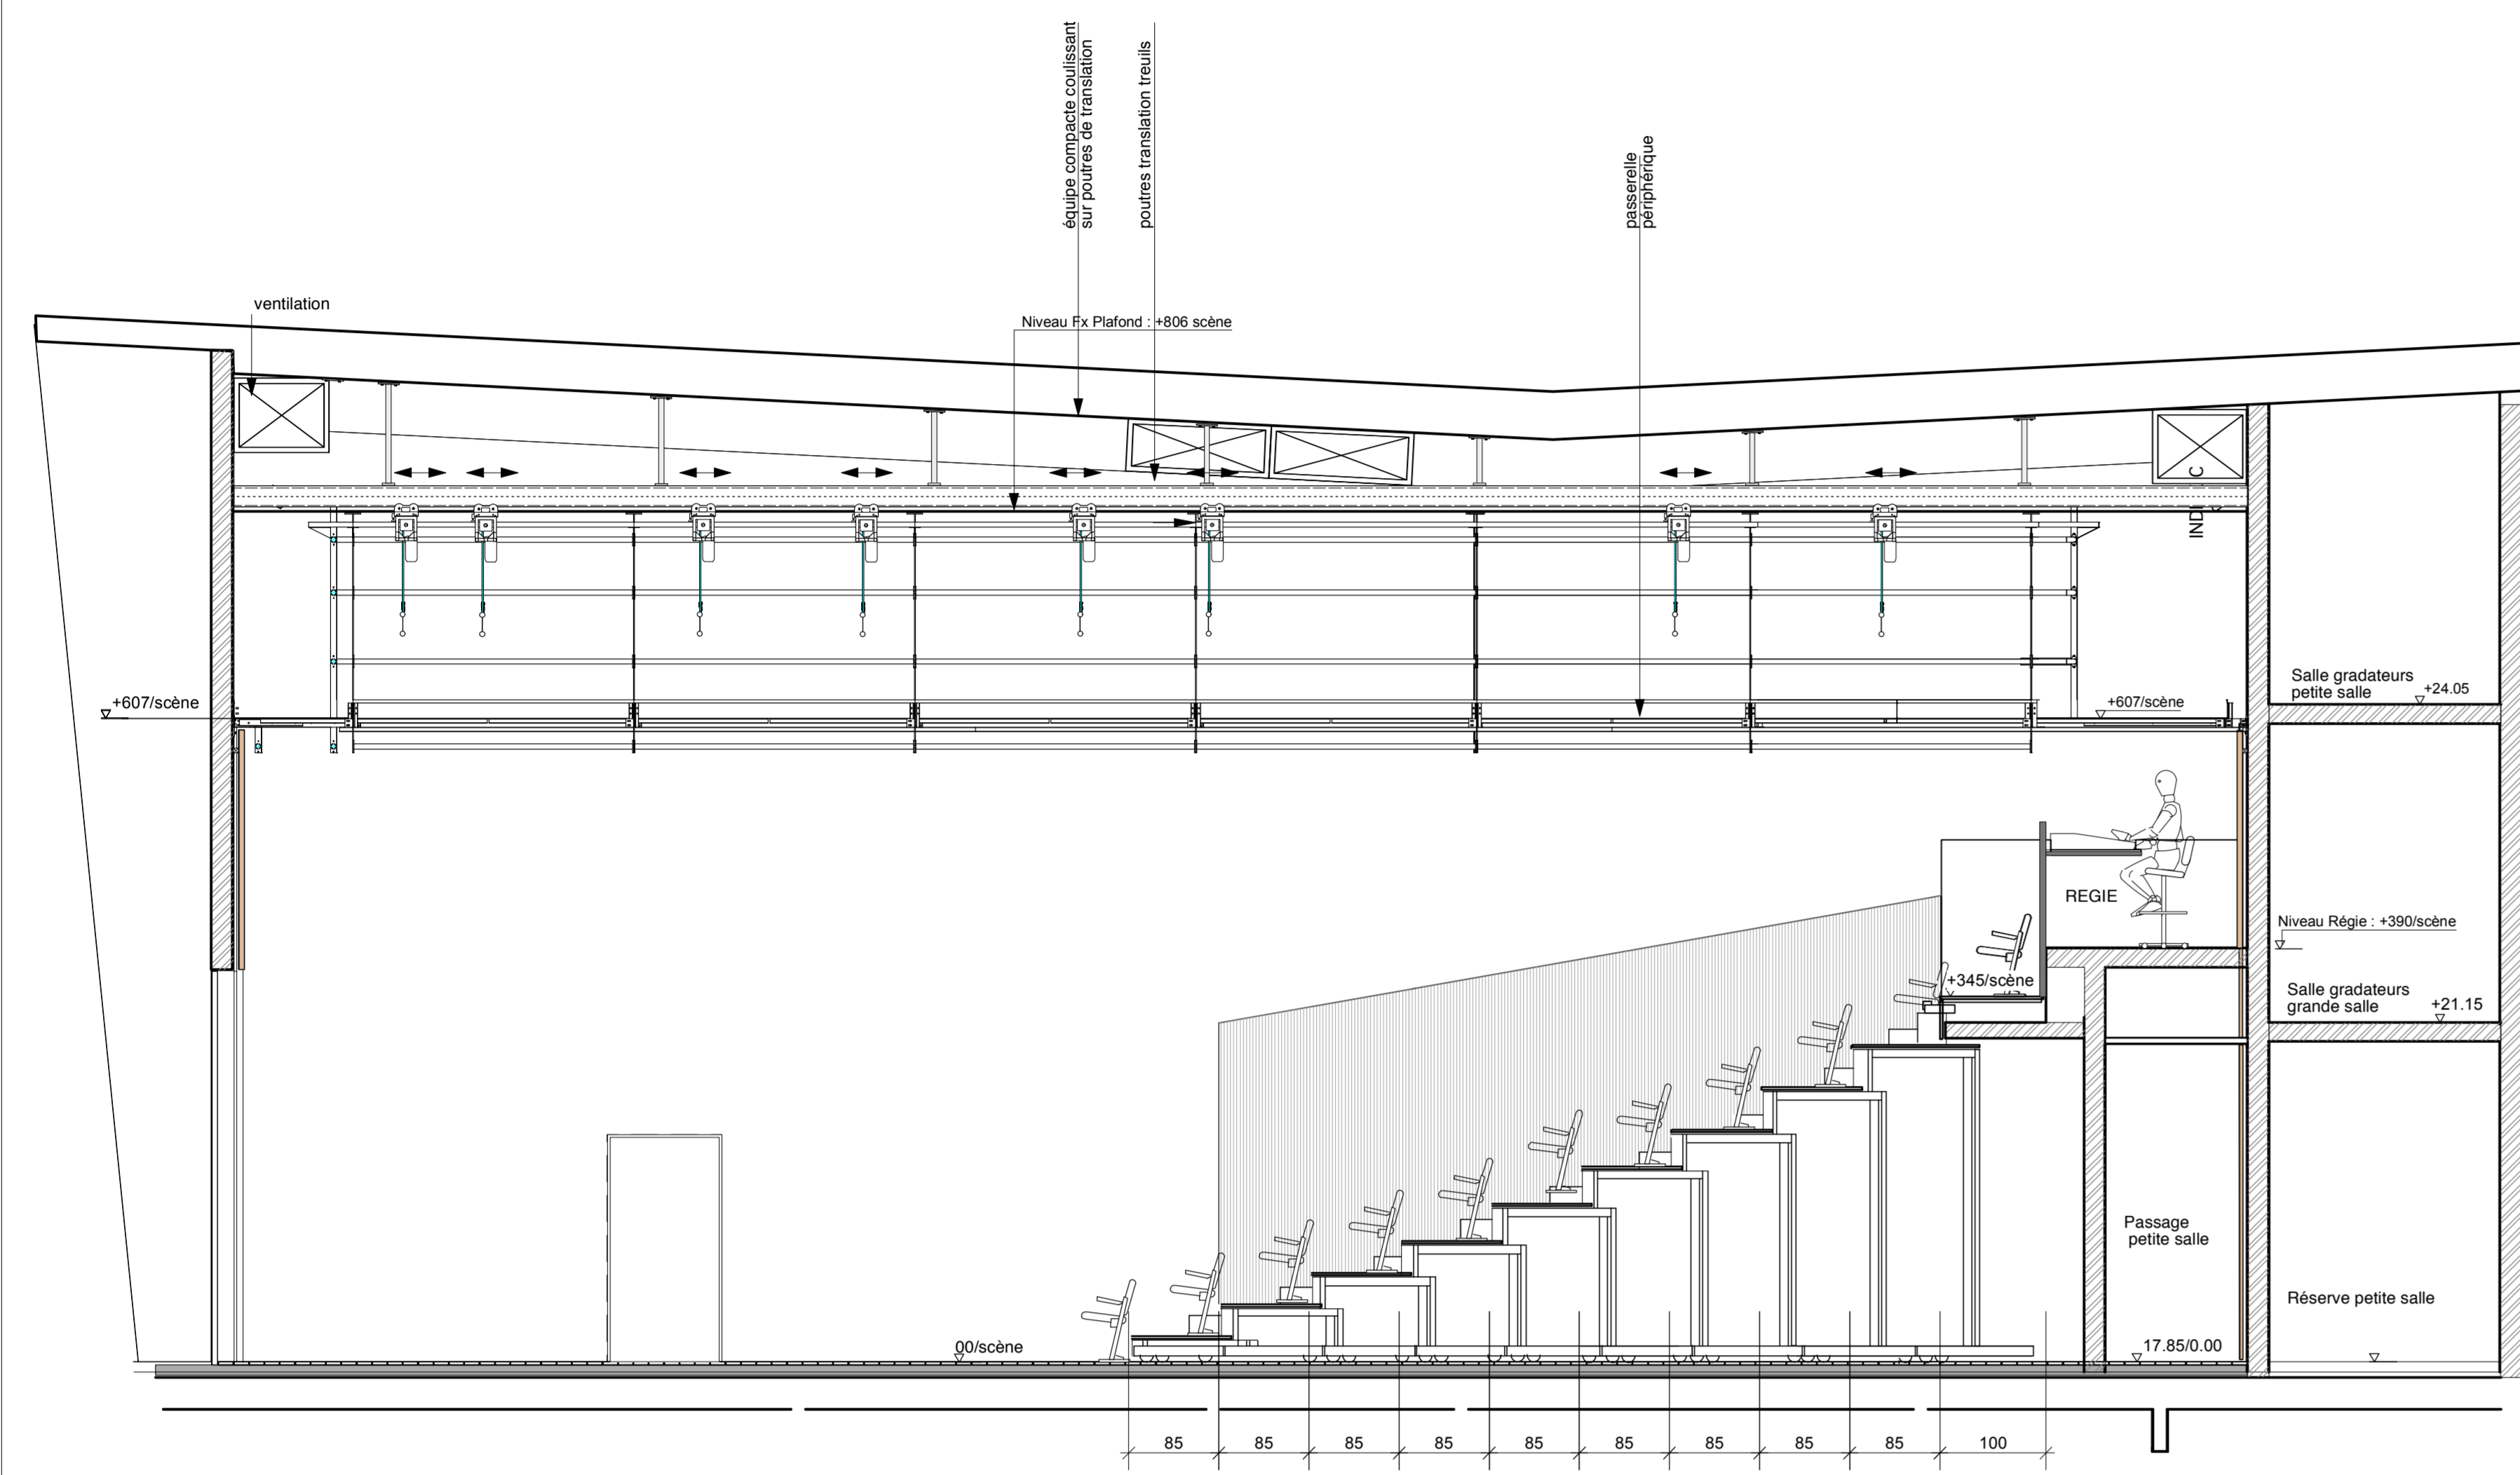 équipe compacte coulissant
sur poutres de translation
poutres translation treuils
passerelle
périphérique
ventilation
Niveau Fx Plafond : +806 scène
C
IND
+607/scène
+607/scène
Salle gradateurs
petite salle
+24.05
REGIE
Niveau Régie : +390/scène
+345/scène
Salle gradateurs
grande salle
+21.15
Passage
petite salle
Réserve petite salle
00/scène
17.85/0.00
85
85
85
85
85
85
85
85
85
100